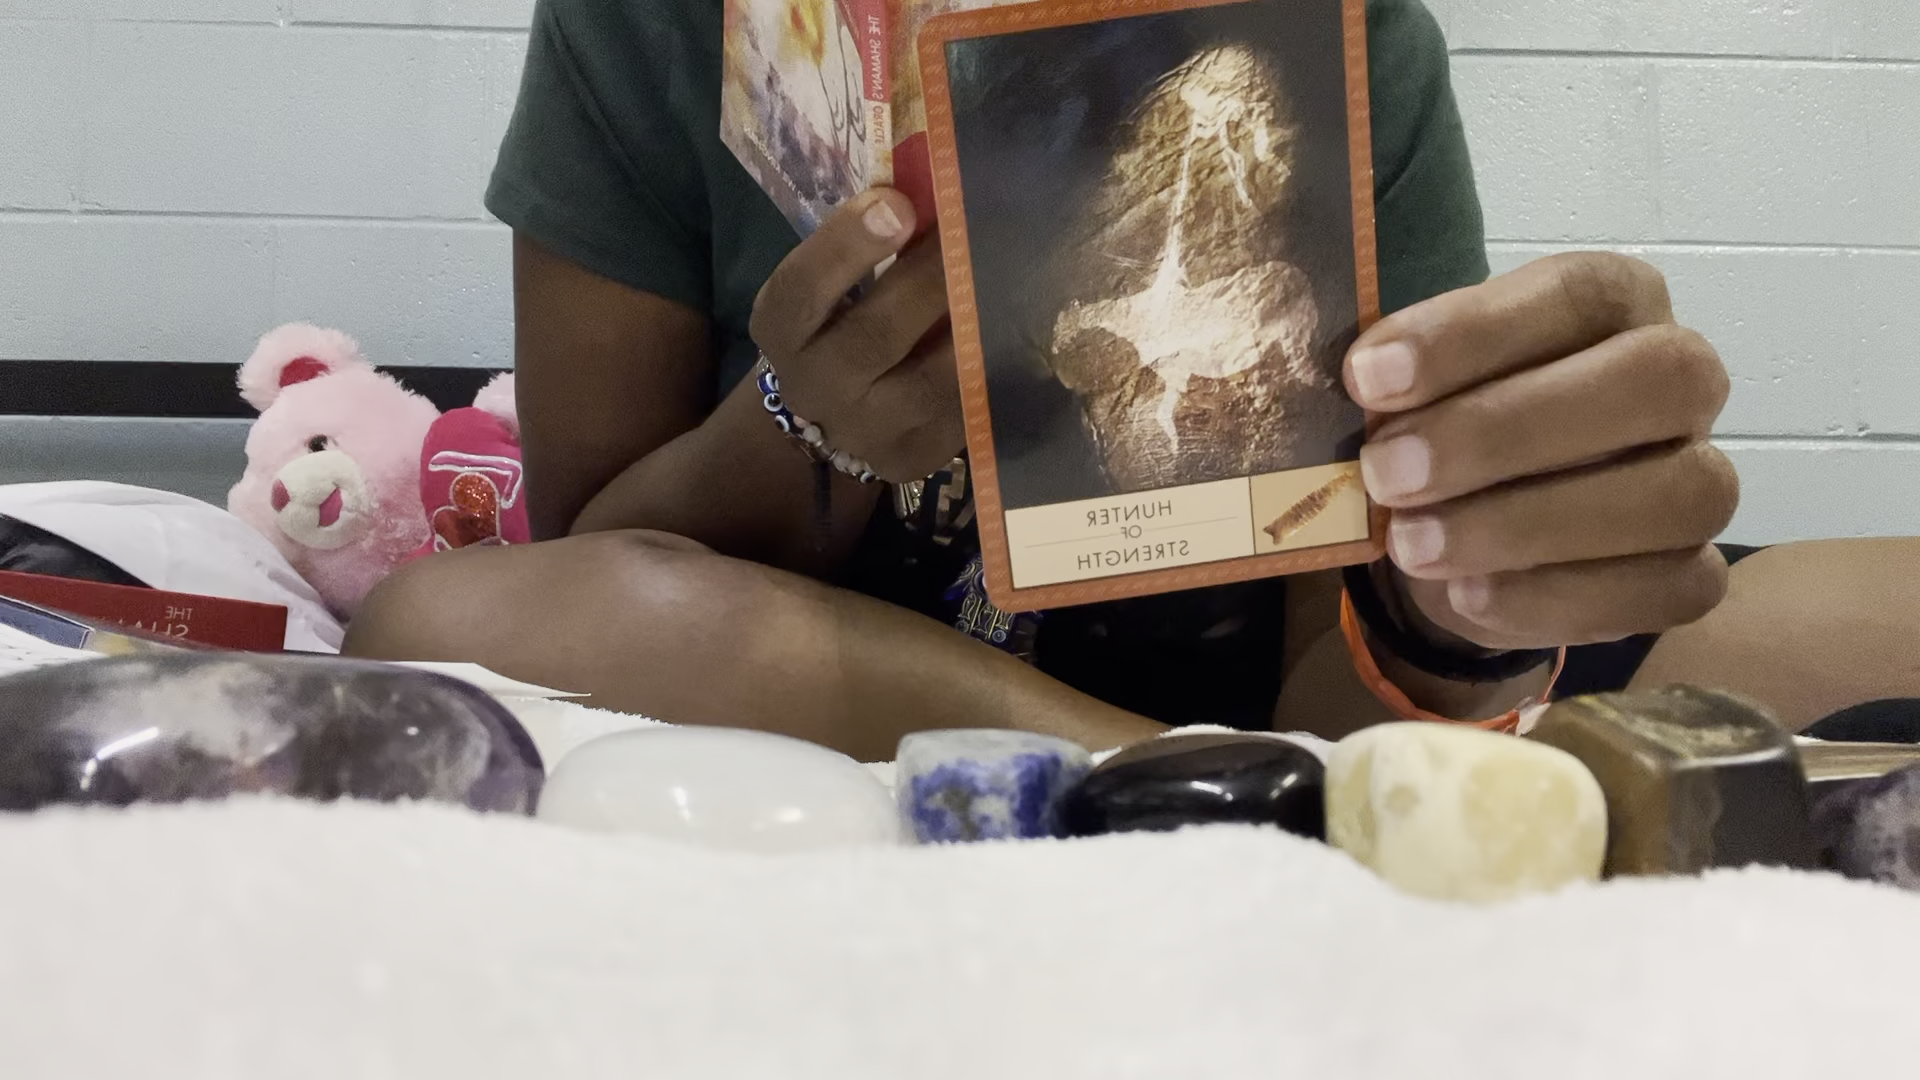 THE SHAMAN'S ORACLE
HUNTER
OF
STRENGTH
THE